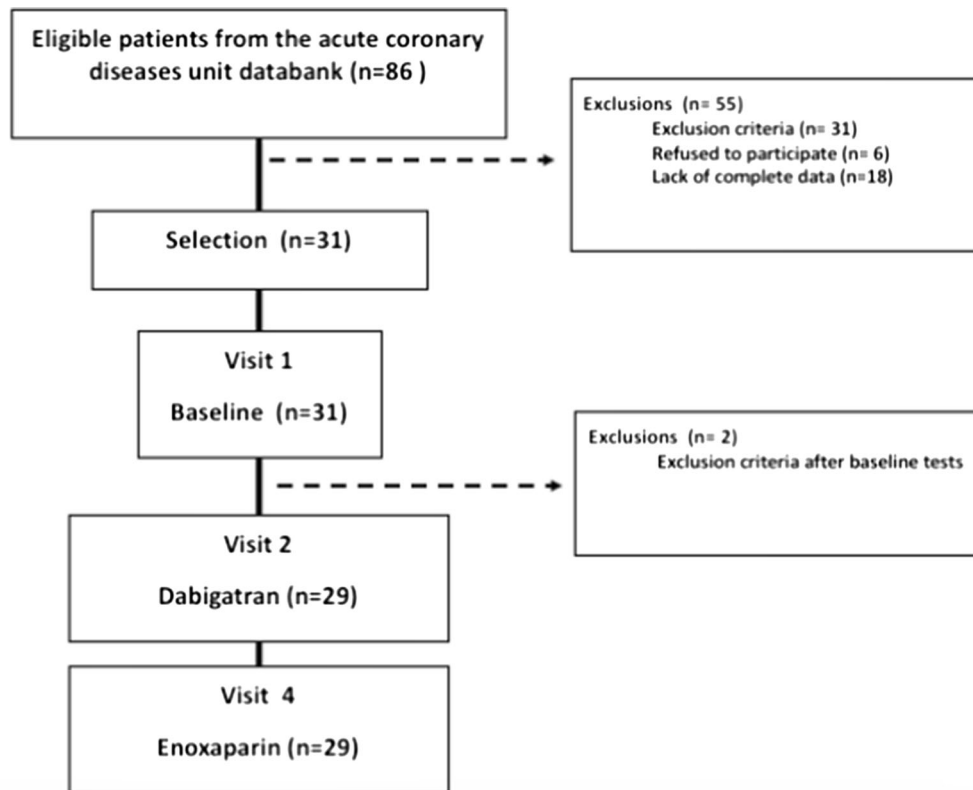 Eligible patients from the acute coronary
diseases unit databank (n=86 )
Exclusions (n= 55)
Exclusion criteria (n= 31)
Refused to participate (n= 6)
Lack of complete data (n=18)
Selection (n=31)
Visit 1
Baseline (n=31)
Exclusions (n= 2)
Exclusion criteria after baseline tests
Visit 2
Dabigatran (n=29)
Visit 4
Enoxaparin (n=29)